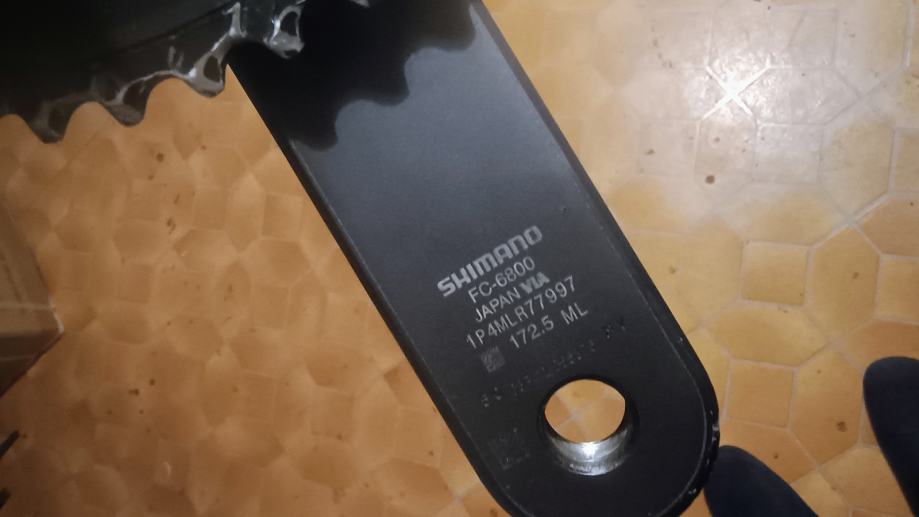 SHIMANO
FC-6800
JAPAN VIA
1P4MLR77997
172.5 ML